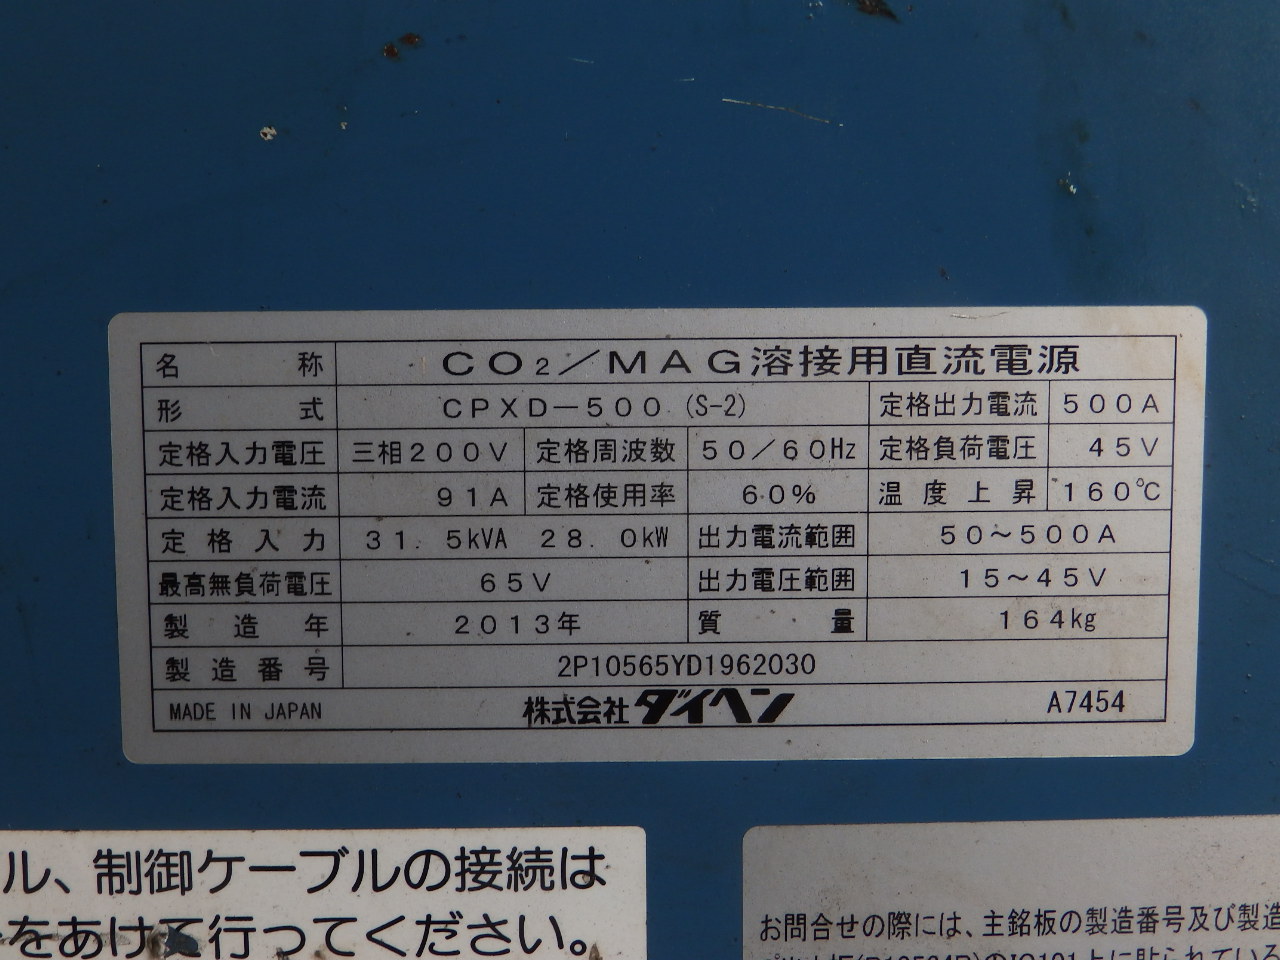 名称 CO₂／MAG溶接用直流電源
形式 CPXD－500 (S-2) 定格出力電流 500A
定格入力電圧 三相200V 定格周波数 50／60Hz 定格負荷電圧 45V
定格入力電流 91A 定格使用率 60% 温度上昇 160℃
定格入力 31.5kVA 28.0kW 出力電流範囲 50～500A
最高無負荷電圧 65V 出力電圧範囲 15～45V
製造年 2013年 質量 164kg
製造番号 2P10565YD1962030
MADE IN JAPAN 株式会社ダイヘン A7454
ル、制御ケーブルの接続は
をあけて行ってください。
お問合せの際には、主銘板の製造番号及び製造